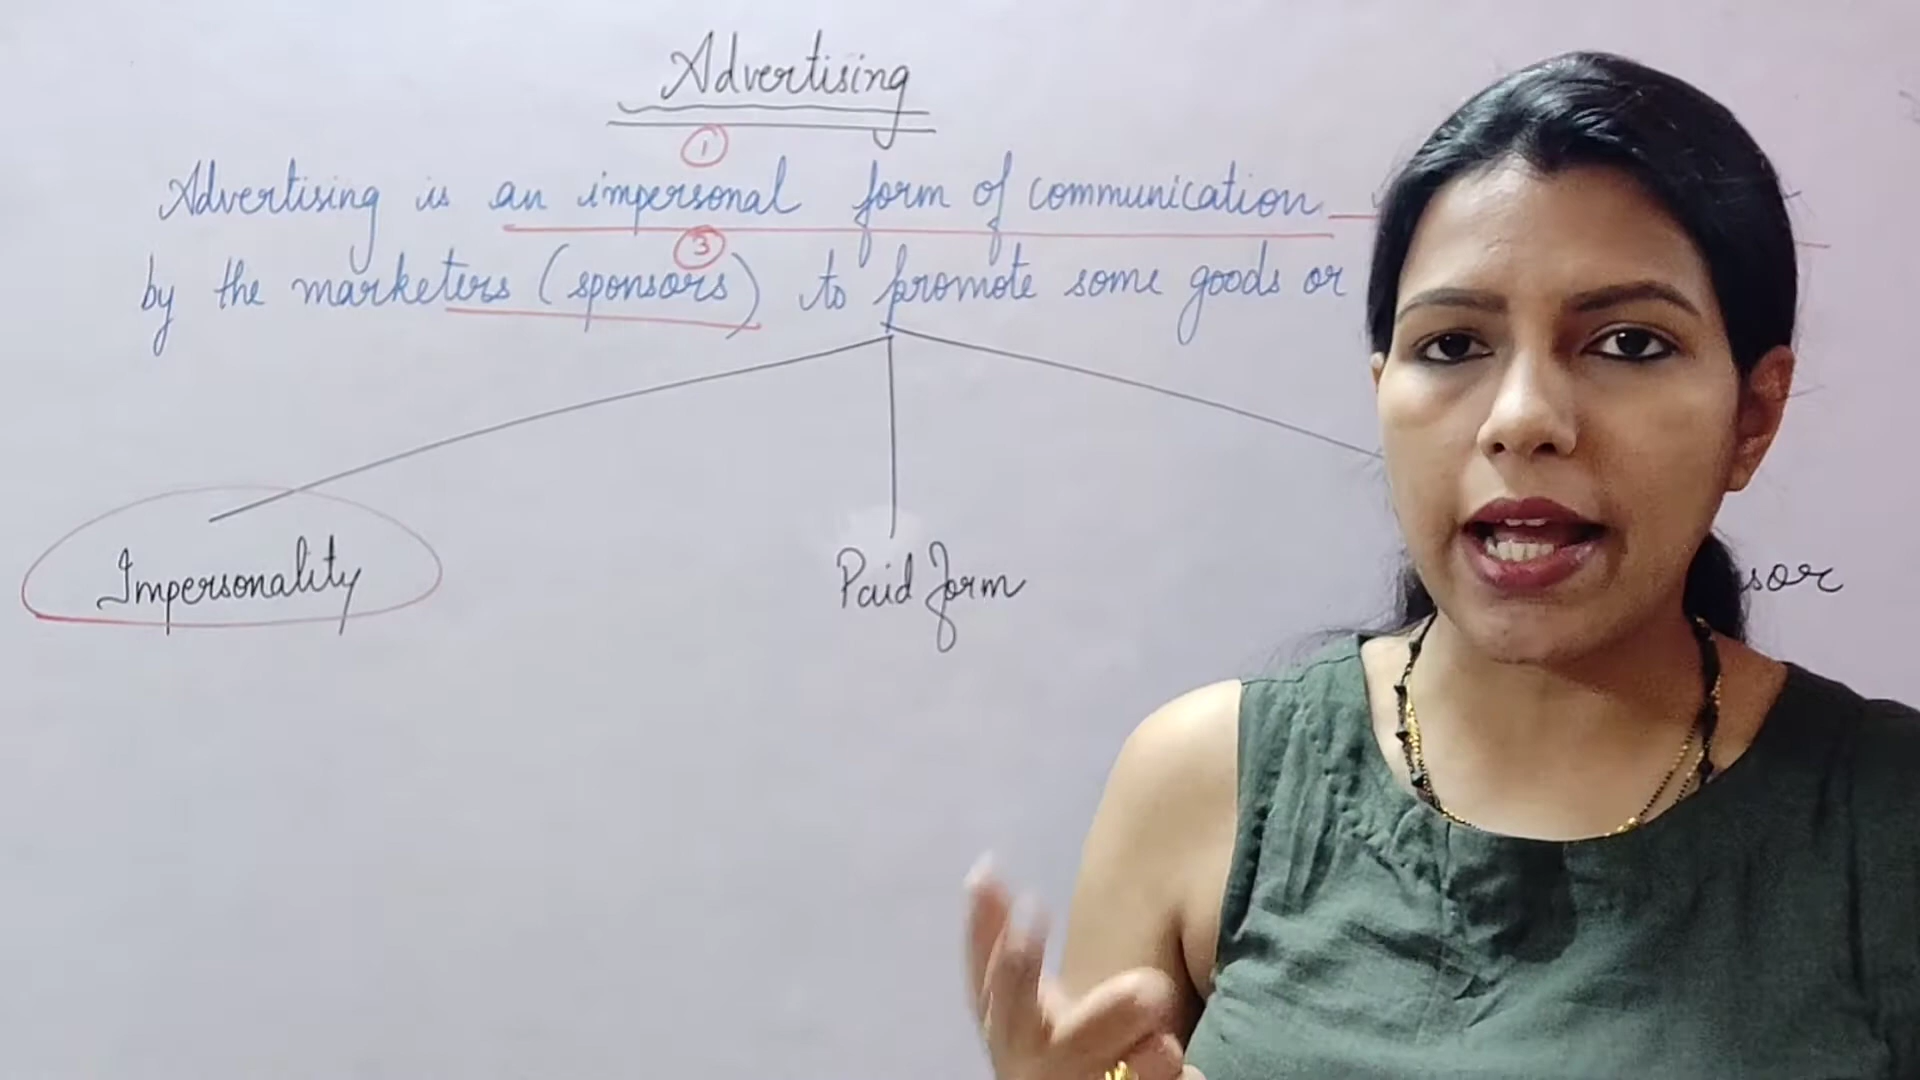 Advertising
①
Advertising is an impersonal form of communication
③
by the marketers (sponsors) to promote some goods or
Impersonality
Paid Form
sor